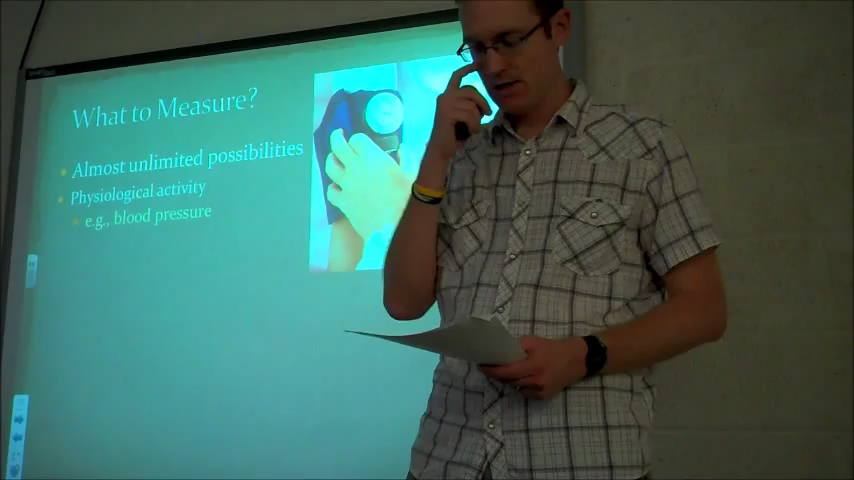 What to Measure?
Almost unlimited possibilities
Physiological activity
e.g., blood pressure